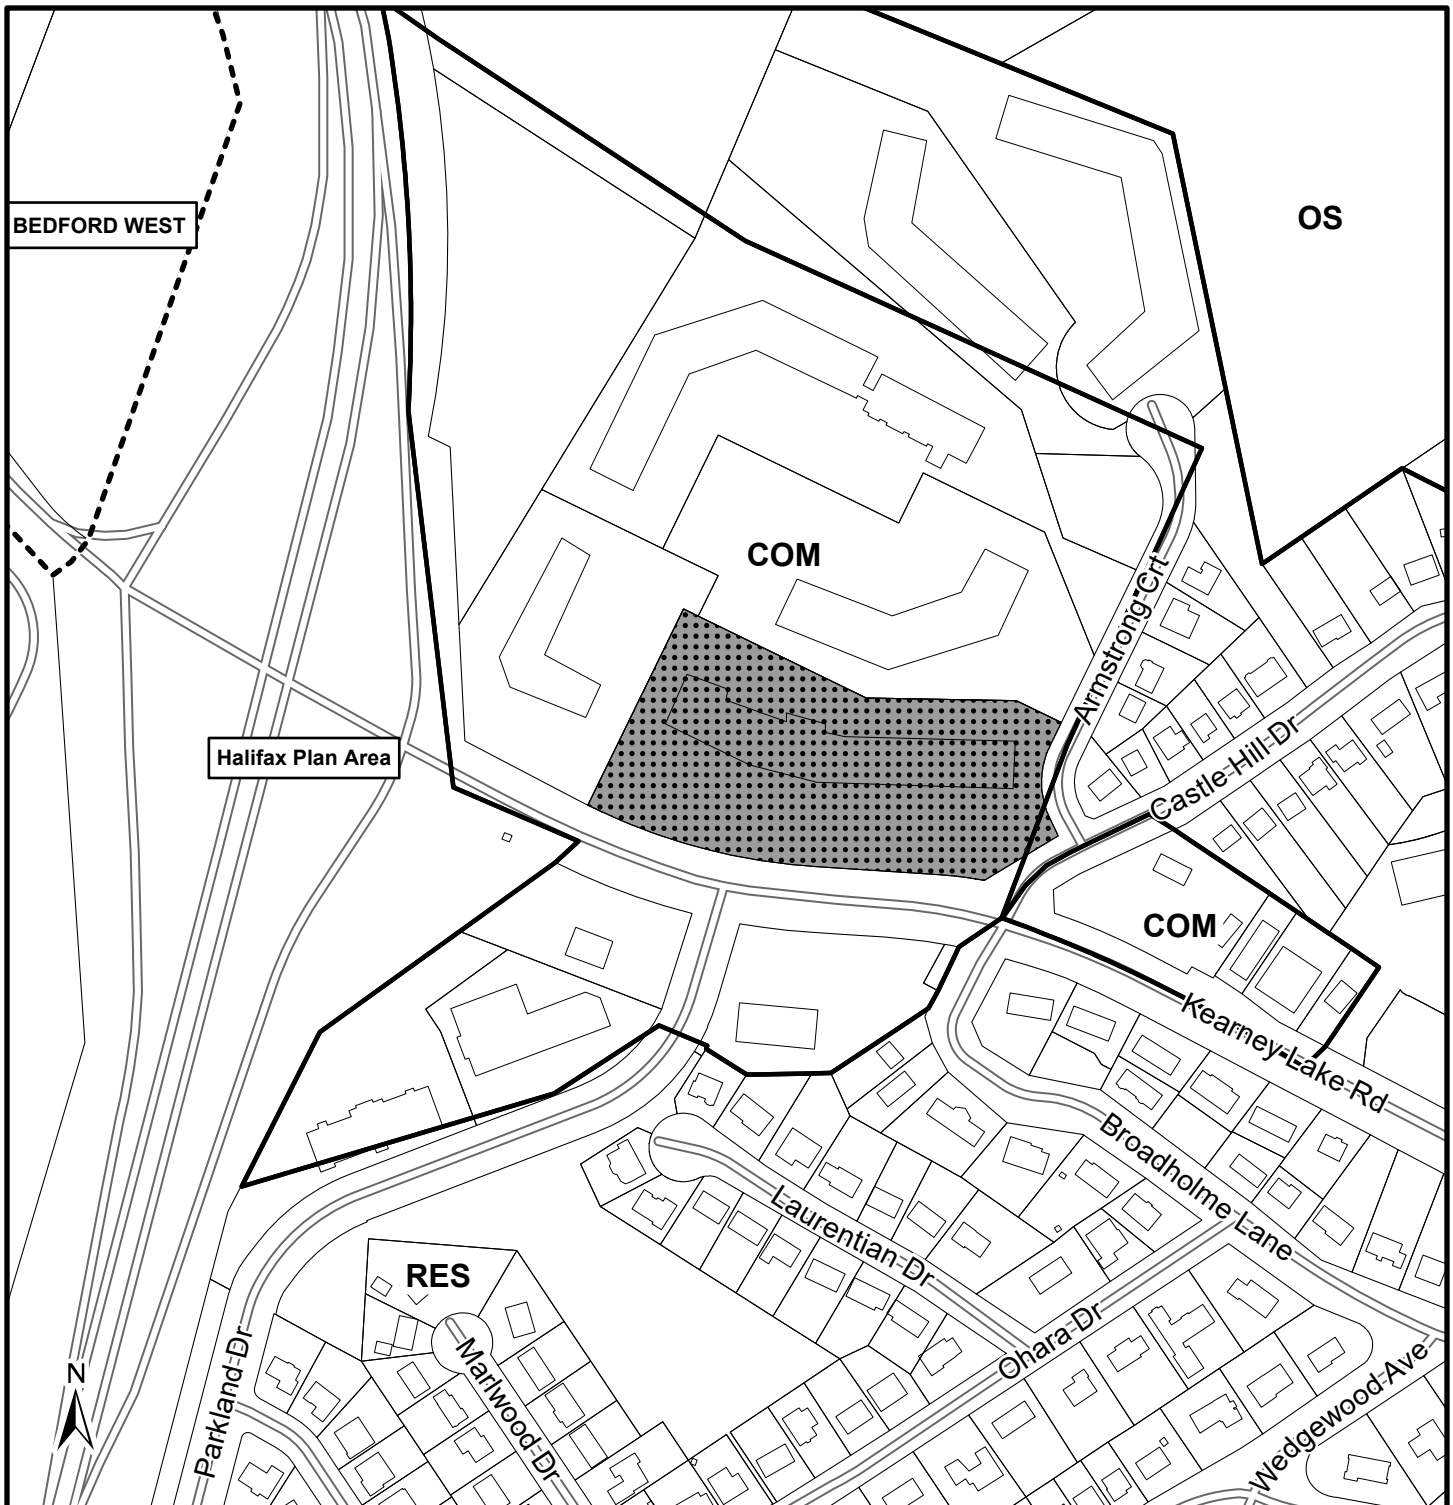 BEDFORD WEST
OS
COM
Armstrong Crt
Halifax Plan Area
Castle Hill Dr
COM
Kearney Lake Rd
Broadholme Lane
Laurentian Dr
RES
Ohara Dr
Marlwood Dr
Parkland Dr
Wedgewood Ave
N